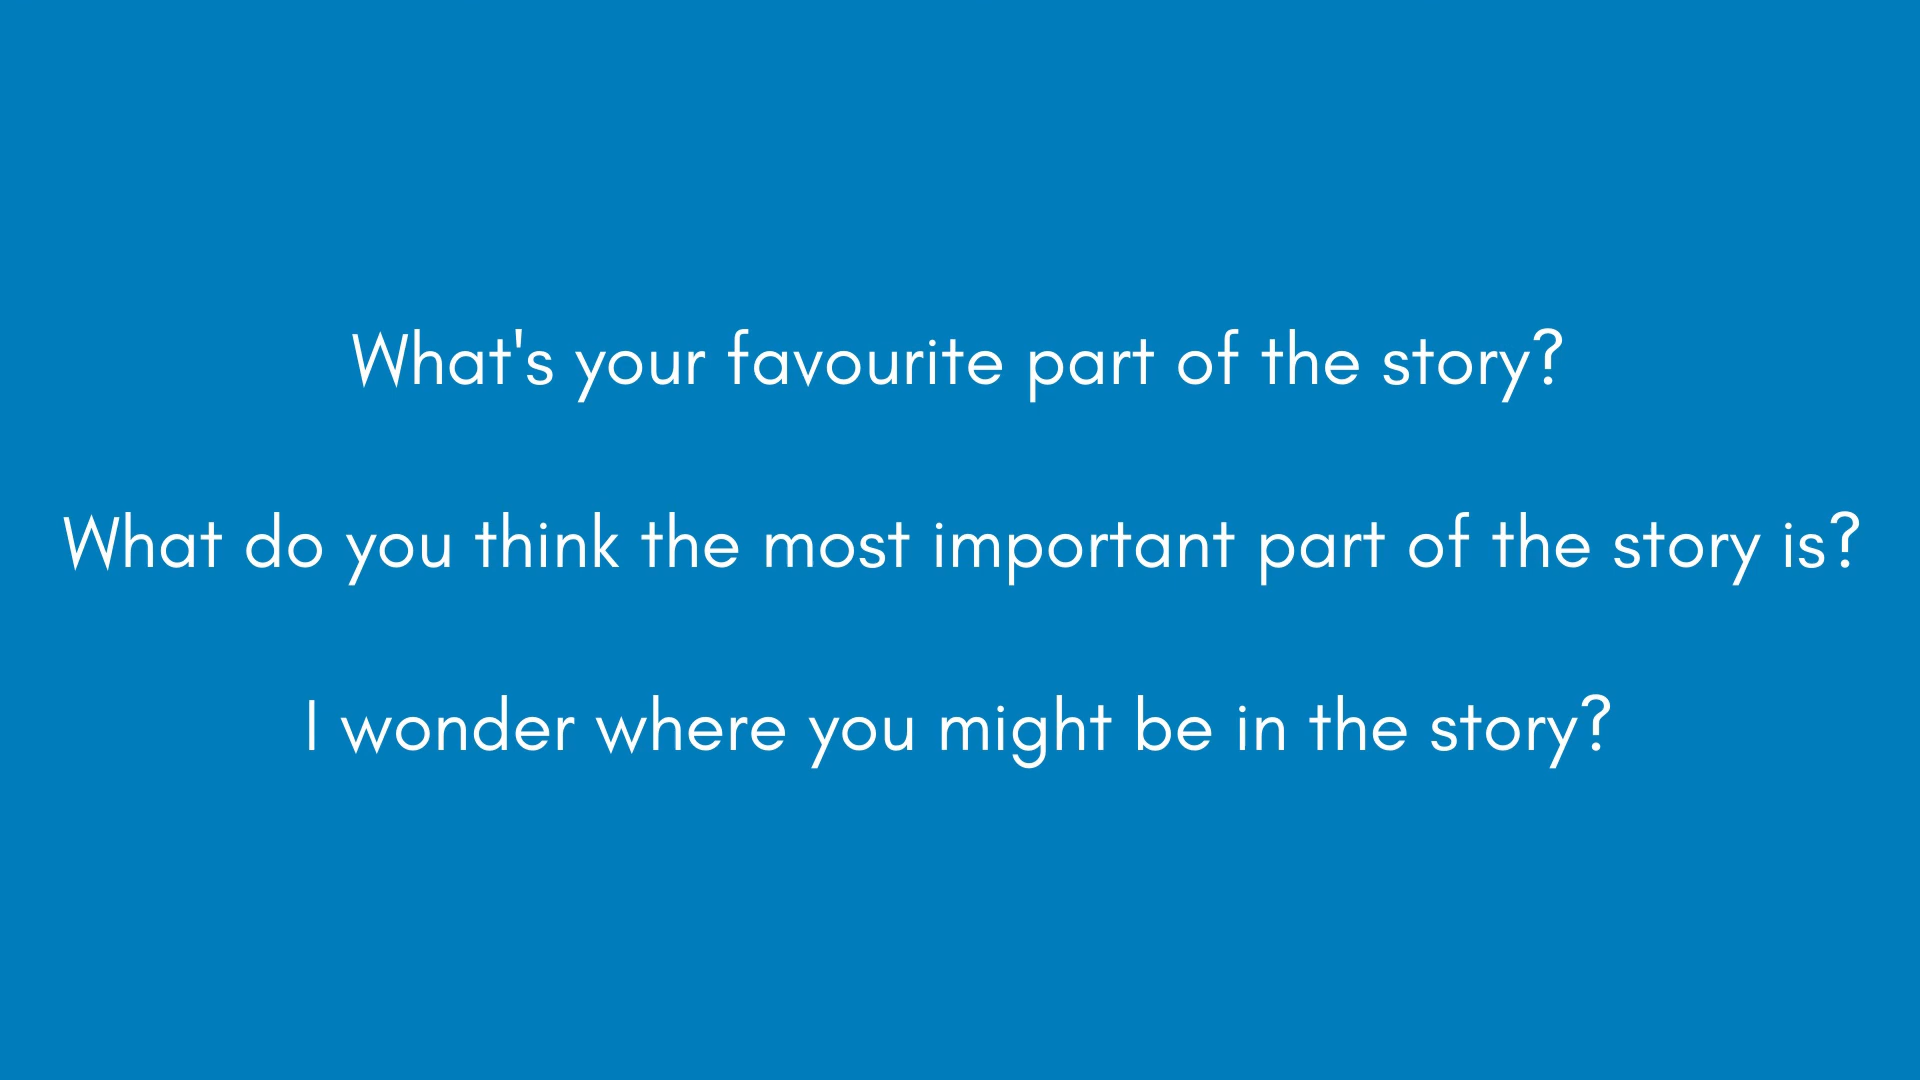 What's your favourite part of the story?
What do you think the most important part of the story is?
I wonder where you might be in the story?